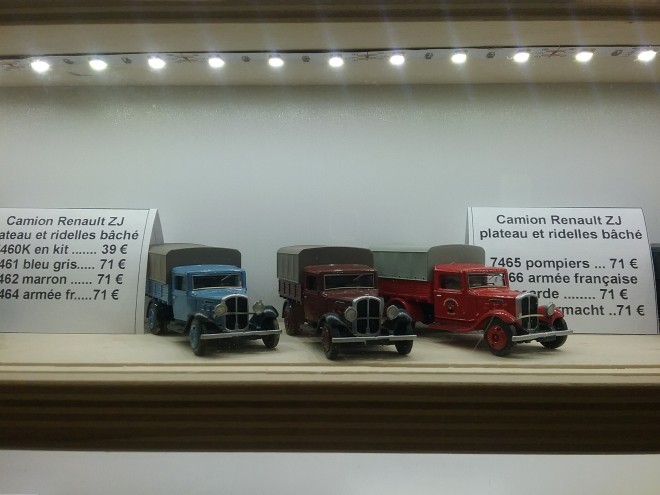 Camion Renault ZJ
plateau et ridelles bâché
7460K en kit ....... 39 €
461 bleu gris..... 71 €
462 marron ...... 71 €
464 armée fr.....71 €
Camion Renault ZJ
plateau et ridelles bâché
7465 pompiers ... 71 €
66 armée française
arde ........ 71 €
macht ..71 €